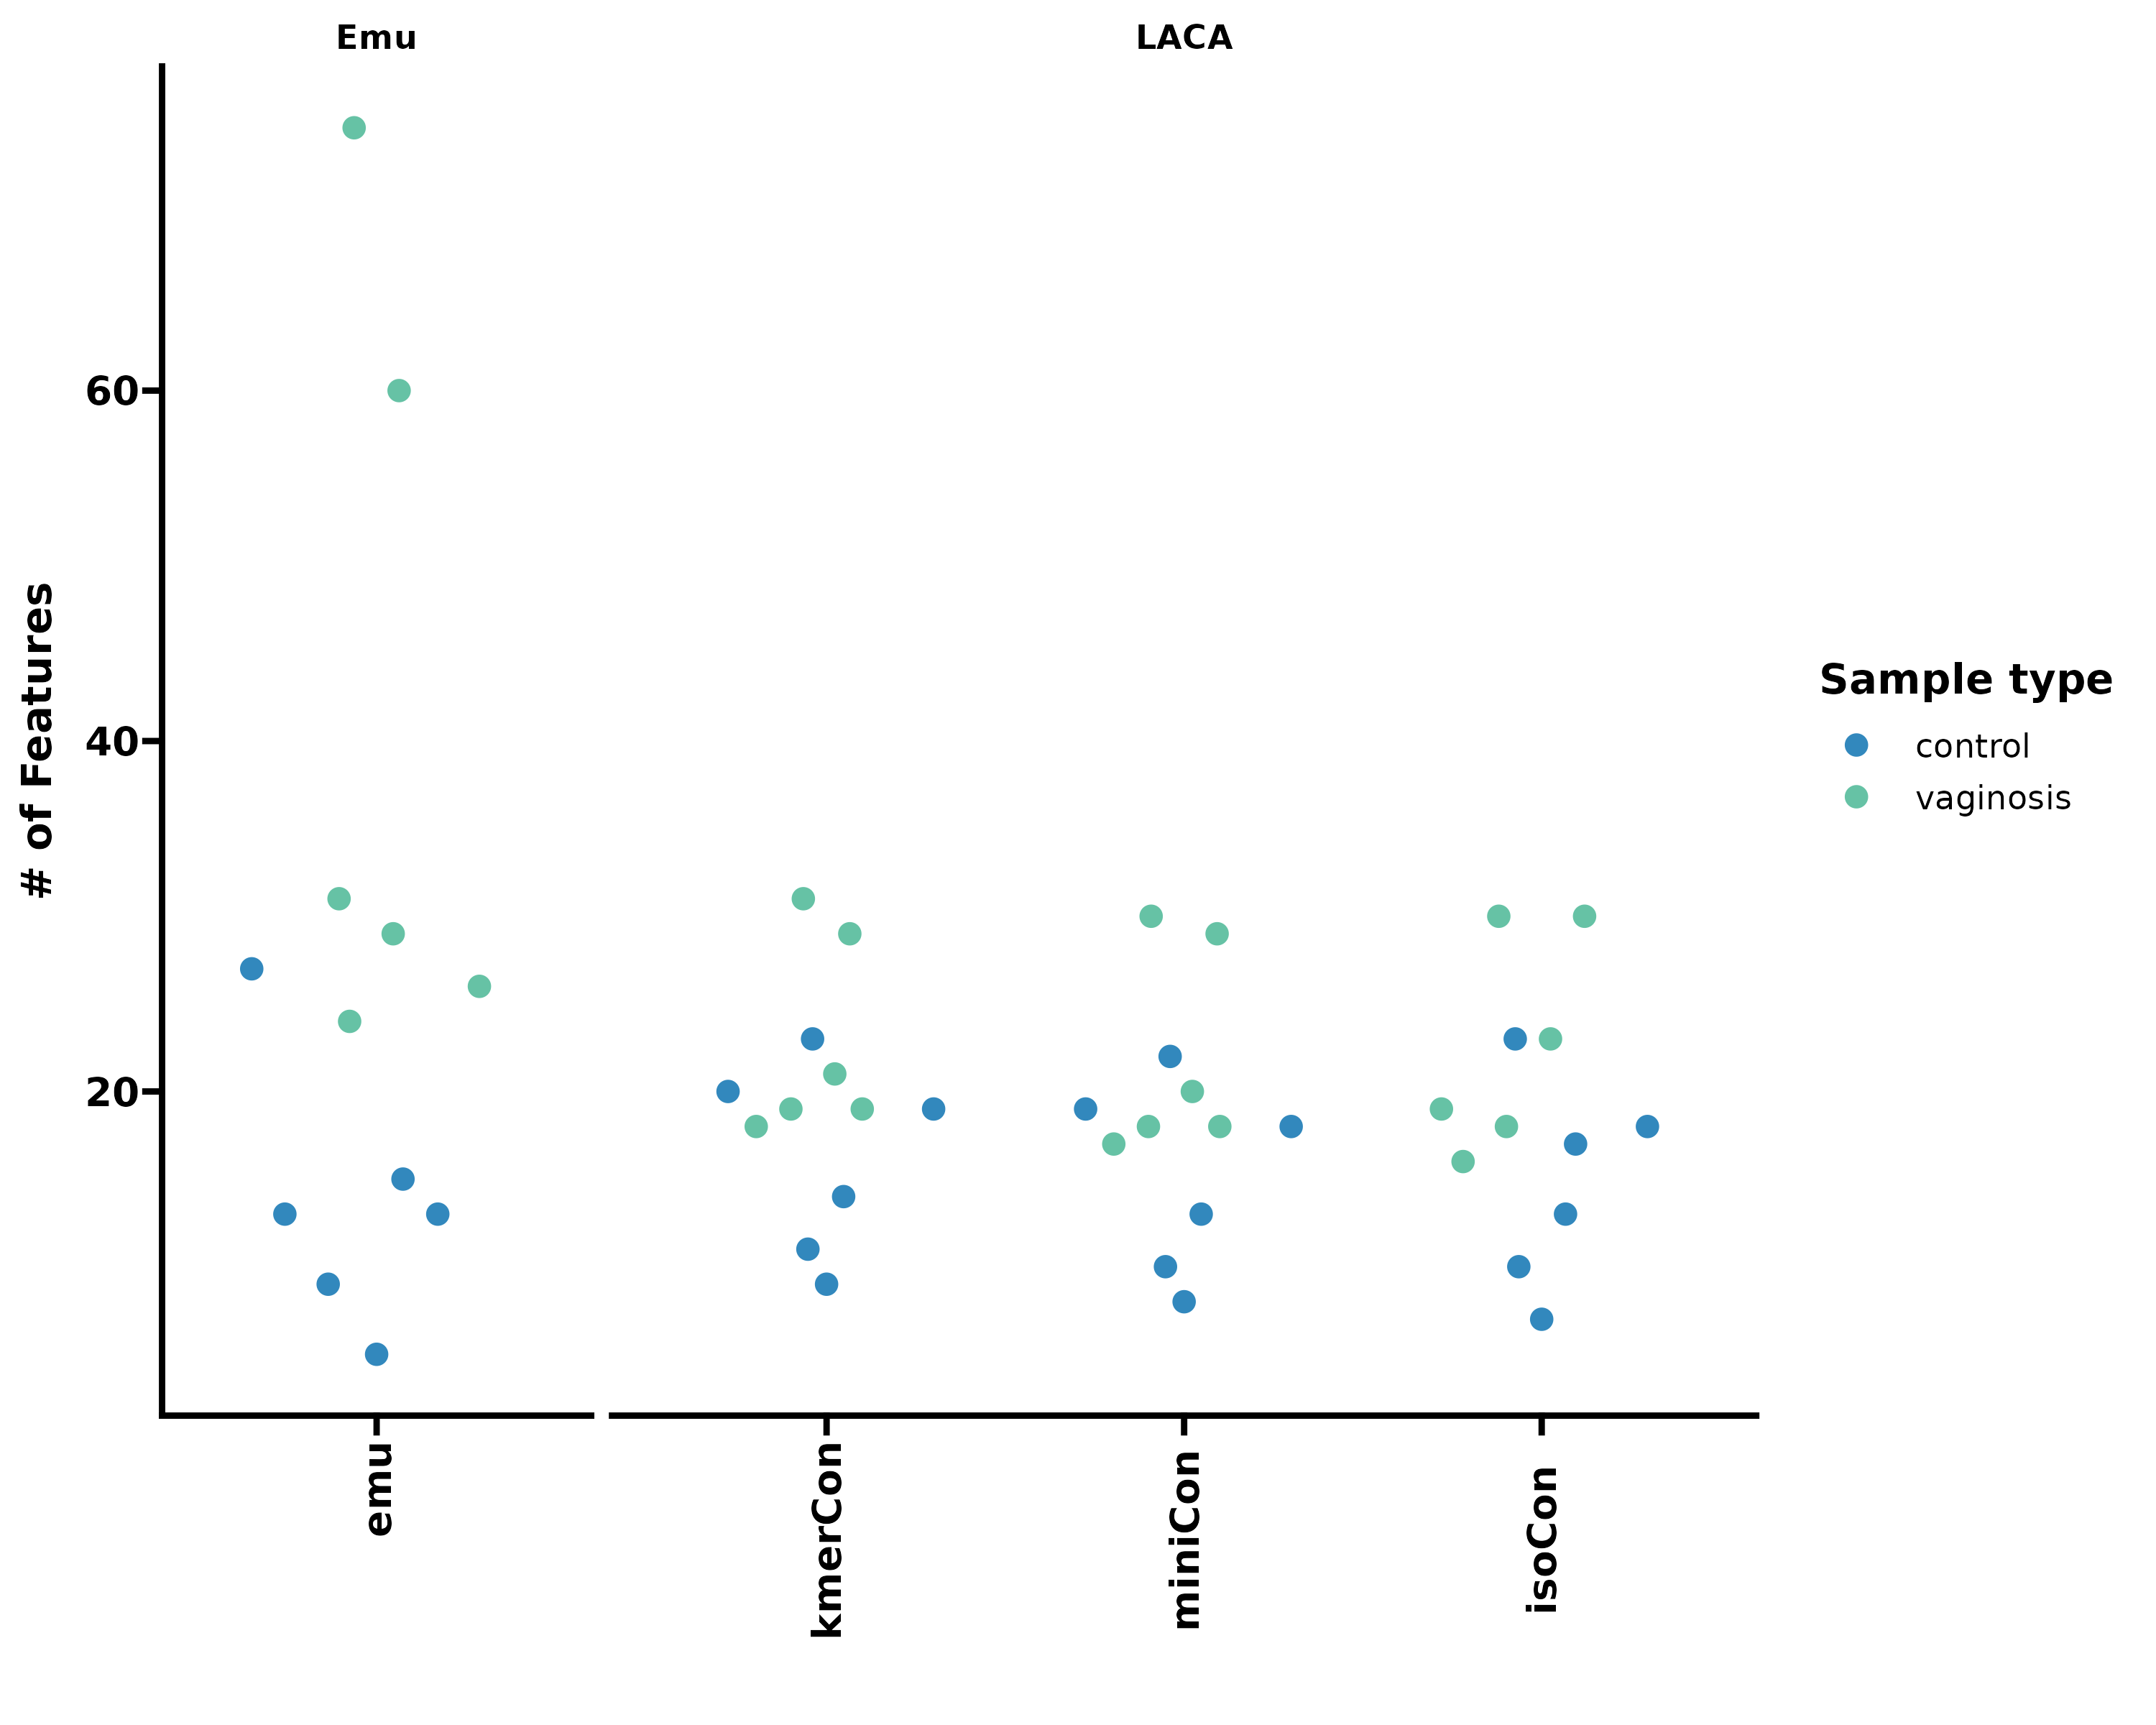 Emu
LACA
# of Features
60
40
20
emu
kmerCon
miniCon
isoCon
Sample type
control
vaginosis